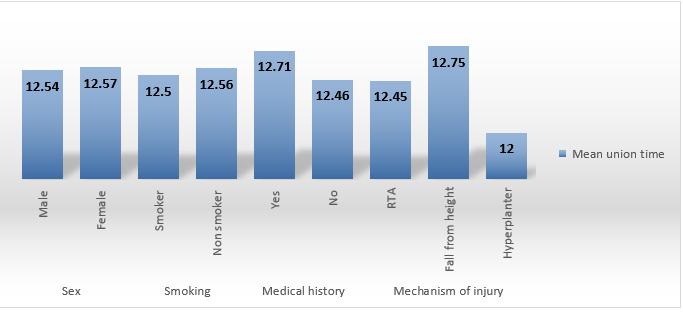 12.54
12.57
12.5
12.56
12.71
12.46
12.45
12.75
12
Mean union time
Male
Female
Smoker
Non smoker
Yes
No
RTA
Fall from height
Hyperplanter
Sex
Smoking
Medical history
Mechanism of injury